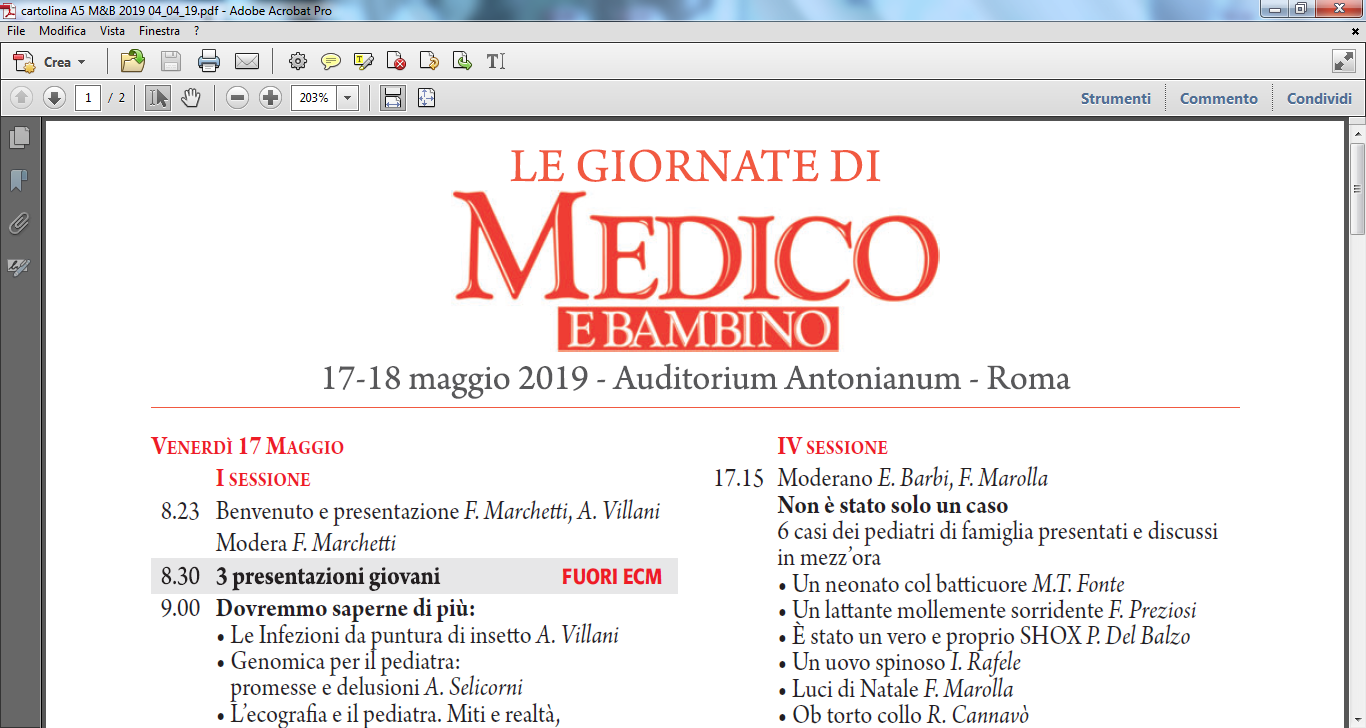 cartolina A5 M&B 2019 04_04_19.pdf - Adobe Acrobat Pro
File Modifica Vista Finestra ?
Crea
1 / 2 203% Strumenti Commento Condividi
LE GIORNATE DI
MEDICO
E BAMBINO
17-18 maggio 2019 - Auditorium Antonianum - Roma
VENERDÌ 17 MAGGIO
I SESSIONE
8.23 Benvenuto e presentazione F. Marchetti, A. Villani
Modera F. Marchetti
8.30 3 presentazioni giovani FUORI ECM
9.00 Dovremmo saperne di più:
• Le Infezioni da puntura di insetto A. Villani
• Genomica per il pediatra:
promesse e delusioni A. Selicorni
• L'ecografia e il pediatra. Miti e realtà,
IV SESSIONE
17.15 Moderano E. Barbi, F. Marolla
Non è stato solo un caso
6 casi dei pediatri di famiglia presentati e discussi
in mezz'ora
• Un neonato col batticuore M.T. Fonte
• Un lattante mollemente sorridente F. Preziosi
• È stato un vero e proprio SHOX P. Del Balzo
• Un uovo spinoso I. Rafele
• Luci di Natale F. Marolla
• Ob torto collo R. Cannavò